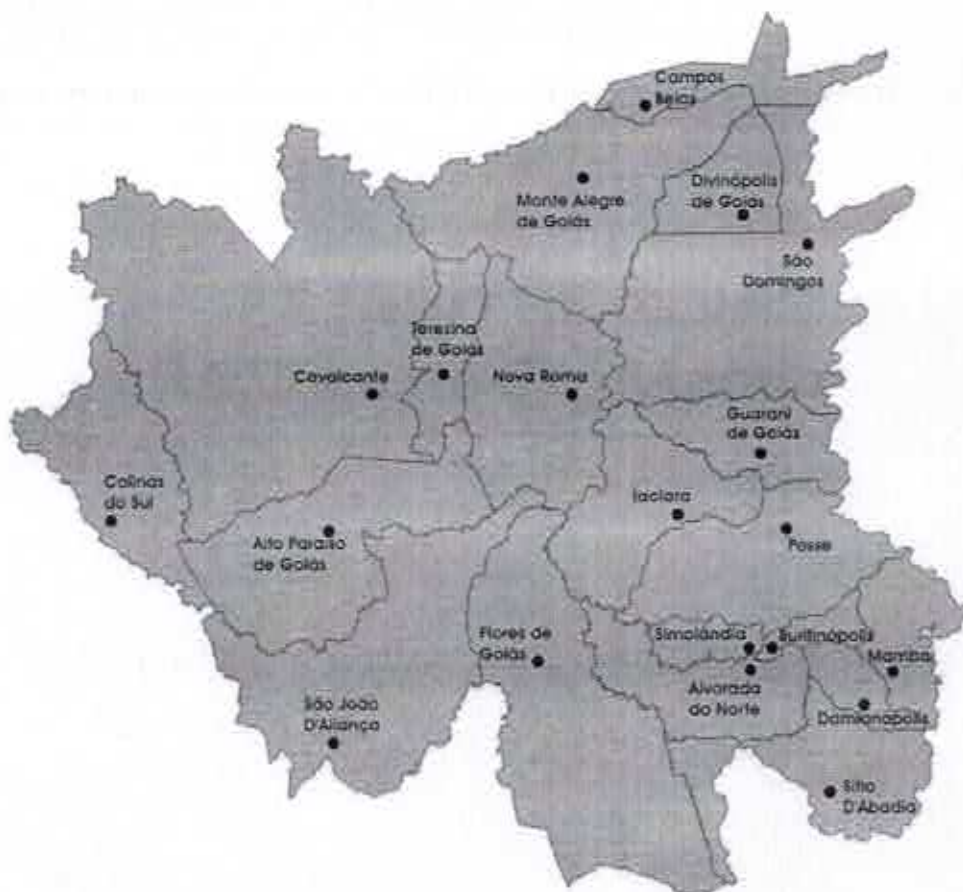 Campos
Belos
Divinópolis
de Goiás
Monte Alegre
de Goiás
São
Domingos
Teresina
de Goiás
Cavalcante
Nova Roma
Guarani
de Goiás
Colinas
do Sul
Iaciara
Alto Paraíso
de Goiás
Posse
Flores de
Goiás
Simolândia
Buritinópolis
Mambaí
Alvorada
do Norte
Damianópolis
São João
D'Aliança
Sítio
D'Abadia